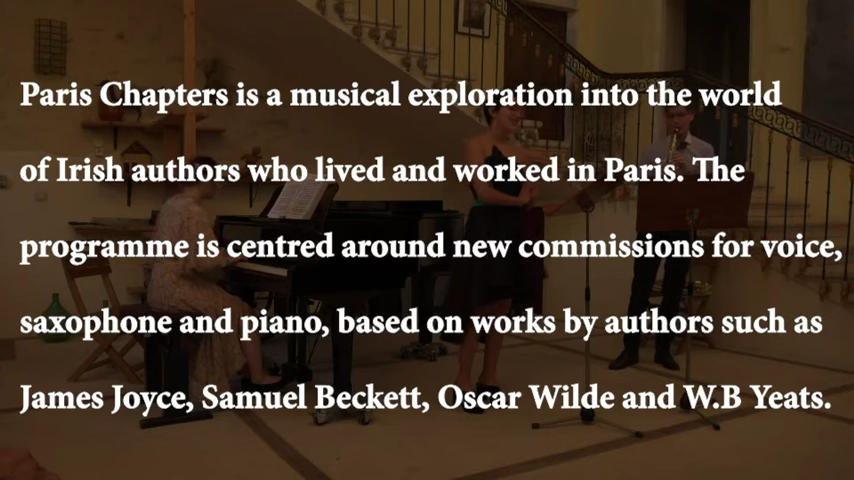 Paris Chapters is a musical exploration into the world
of Irish authors who lived and worked in Paris. The
programme is centred around new commissions for voice,
saxophone and piano, based on works by authors such as
James Joyce, Samuel Beckett, Oscar Wilde and W.B Yeats.